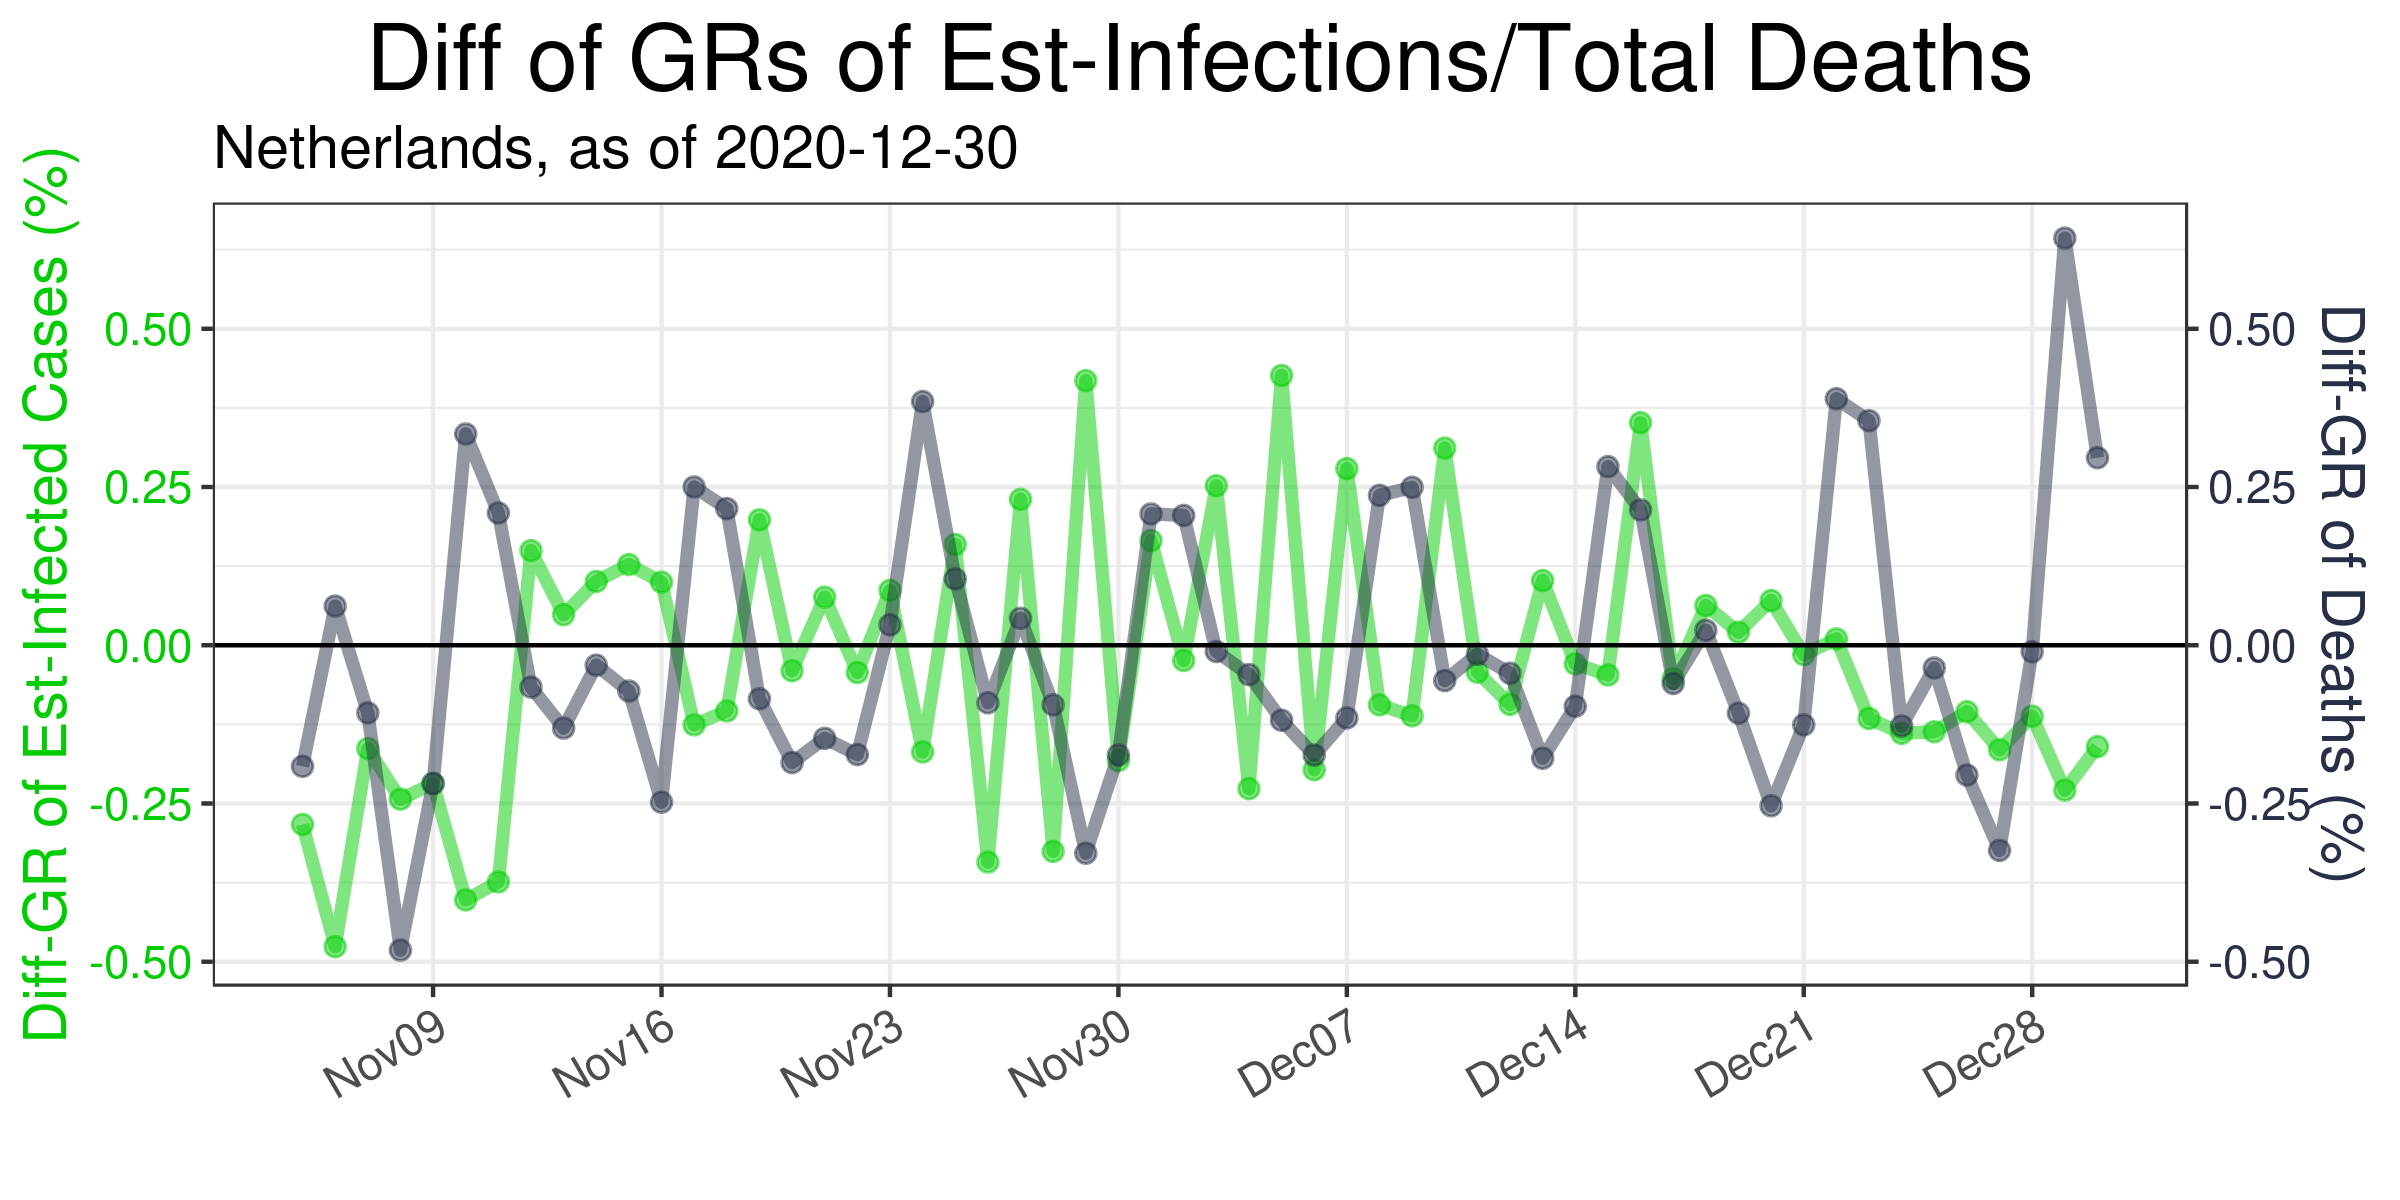 Diff of GRs of Est-Infections/Total Deaths
Netherlands, as of 2020-12-30
Diff-GR of Est-Infected Cases (%)
0.50
0.25
0.00
-0.25
-0.50
0.50
0.25
0.00
-0.25
-0.50
Diff-GR of Deaths (%)
Nov09
Nov16
Nov23
Nov30
Dec07
Dec14
Dec21
Dec28